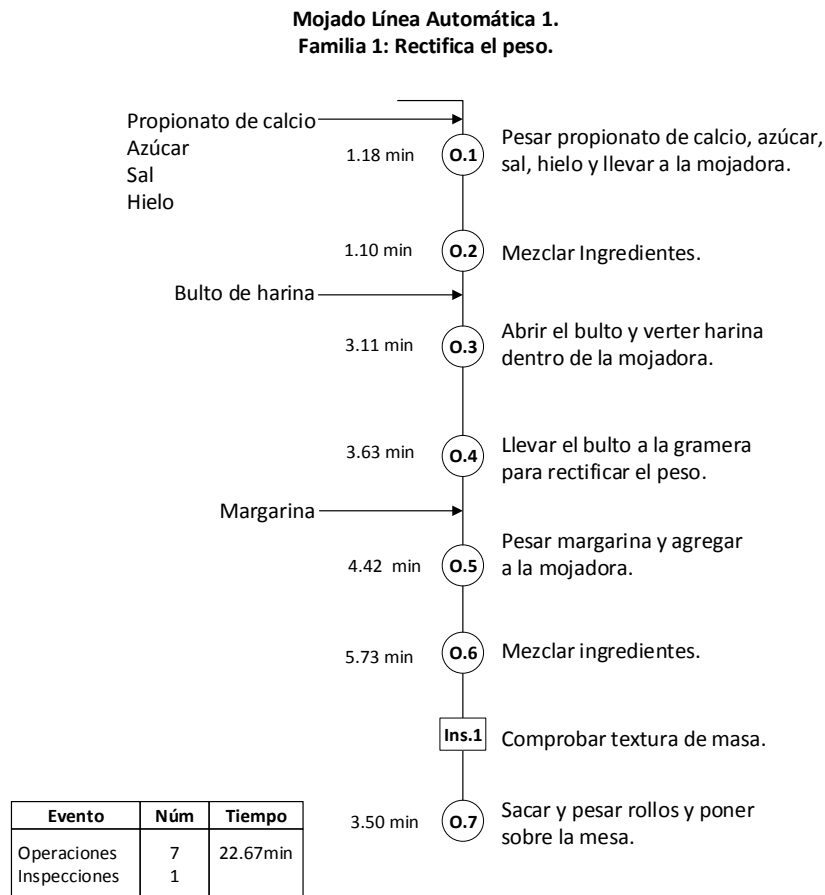 Mojado Línea Automática 1.
Familia 1: Rectifica el peso.
Propionato de calcio
Azúcar
Sal
Hielo
1.18 min
O.1
Pesar propionato de calcio, azúcar,
sal, hielo y llevar a la mojadora.
1.10 min
O.2
Mezclar Ingredientes.
Bulto de harina
3.11 min
O.3
Abrir el bulto y verter harina
dentro de la mojadora.
3.63 min
O.4
Llevar el bulto a la gramera
para rectificar el peso.
Margarina
4.42 min
O.5
Pesar margarina y agregar
a la mojadora.
5.73 min
O.6
Mezclar ingredientes.
Ins.1
Comprobar textura de masa.
3.50 min
O.7
Sacar y pesar rollos y poner
sobre la mesa.
Evento Núm Tiempo
Operaciones 7 22.67min
Inspecciones 1